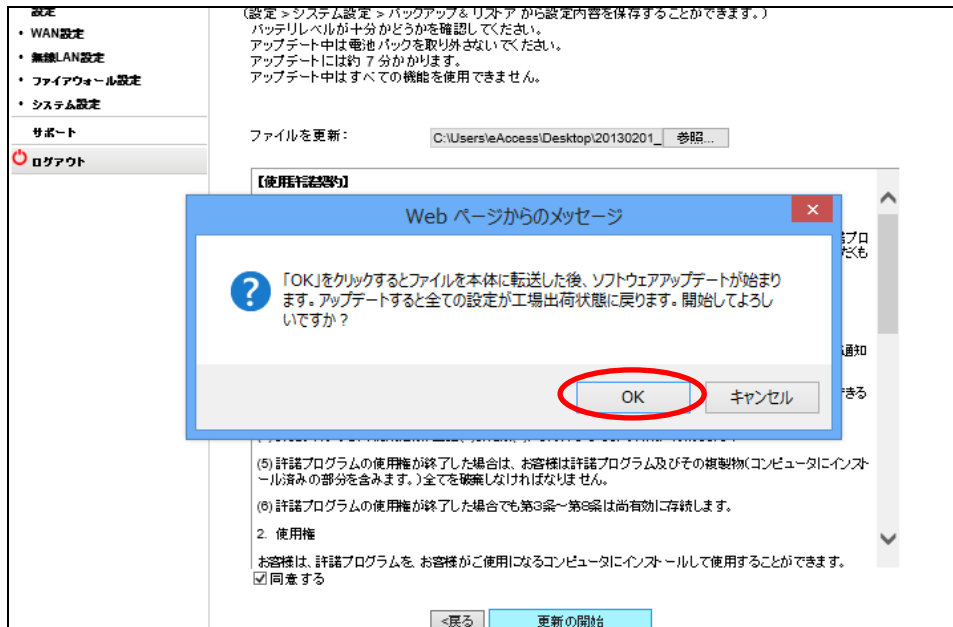 設定
・ WAN設定
・ 無線LAN設定
・ ファイアウォール設定
・ システム設定
サポート
ログアウト
(設定 > システム設定 > バックアップ& リストア から設定内容を保存することができます。)
バッテリレベルが十分かどうかを確認してください。
アップデート中は電池パックを取り外さないでください。
アップデートには約 7 分かかります。
アップデート中はすべての機能を使用できません。
ファイルを更新:
C:\Users\eAccess\Desktop\20130201_
参照...
【使用許諾契約】
Web ページからのメッセージ
「OK」をクリックするとファイルを本体に転送した後、ソフトウェアアップデートが始まり
ます。アップデートすると全ての設定が工場出荷状態に戻ります。開始してよろし
いですか?
OK
キャンセル
(5) 許諾プログラムの使用権が終了した場合は、お客様は許諾プログラム及びその複製物(コンピュータにインスト
ール済みの部分を含みます。)全てを破棄しなければなりません。
(6) 許諾プログラムの使用権が終了した場合でも第3条~第8条は尚有効に存続します。
2. 使用権
お客様は、許諾プログラムを、お客様がご使用になるコンピュータにインストールして使用することができます。
同意する
<戻る
更新の開始